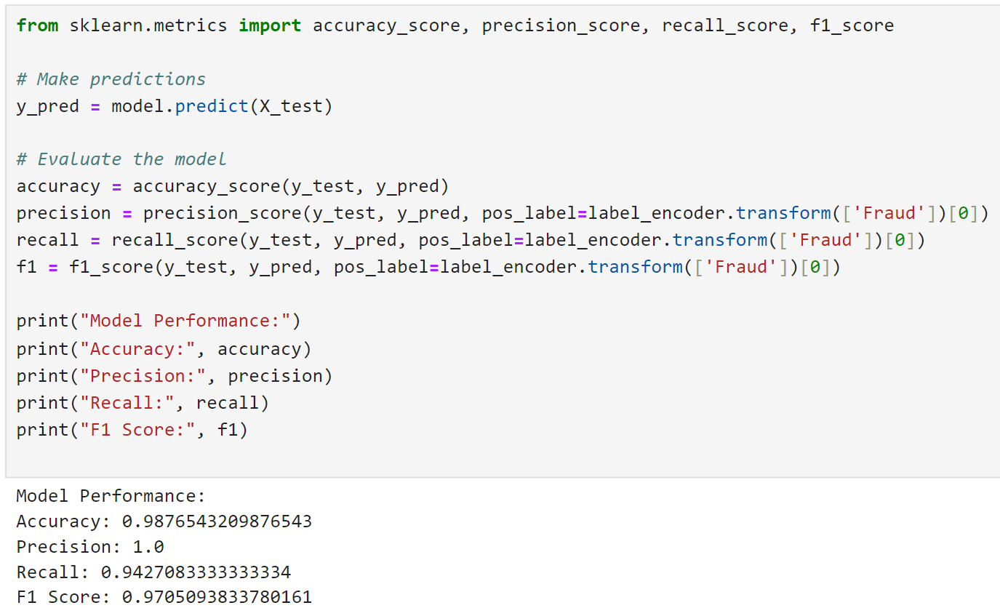 from sklearn.metrics import accuracy_score, precision_score, recall_score, f1_score
# Make predictions
y_pred = model.predict(X_test)
# Evaluate the model
accuracy = accuracy_score(y_test, y_pred)
precision = precision_score(y_test, y_pred, pos_label=label_encoder.transform(['Fraud'])[0])
recall = recall_score(y_test, y_pred, pos_label=label_encoder.transform(['Fraud'])[0])
f1 = f1_score(y_test, y_pred, pos_label=label_encoder.transform(['Fraud'])[0])
print("Model Performance:")
print("Accuracy:", accuracy)
print("Precision:", precision)
print("Recall:", recall)
print("F1 Score:", f1)
Model Performance:
Accuracy: 0.9876543209876543
Precision: 1.0
Recall: 0.9427083333333334
F1 Score: 0.9705093833780161